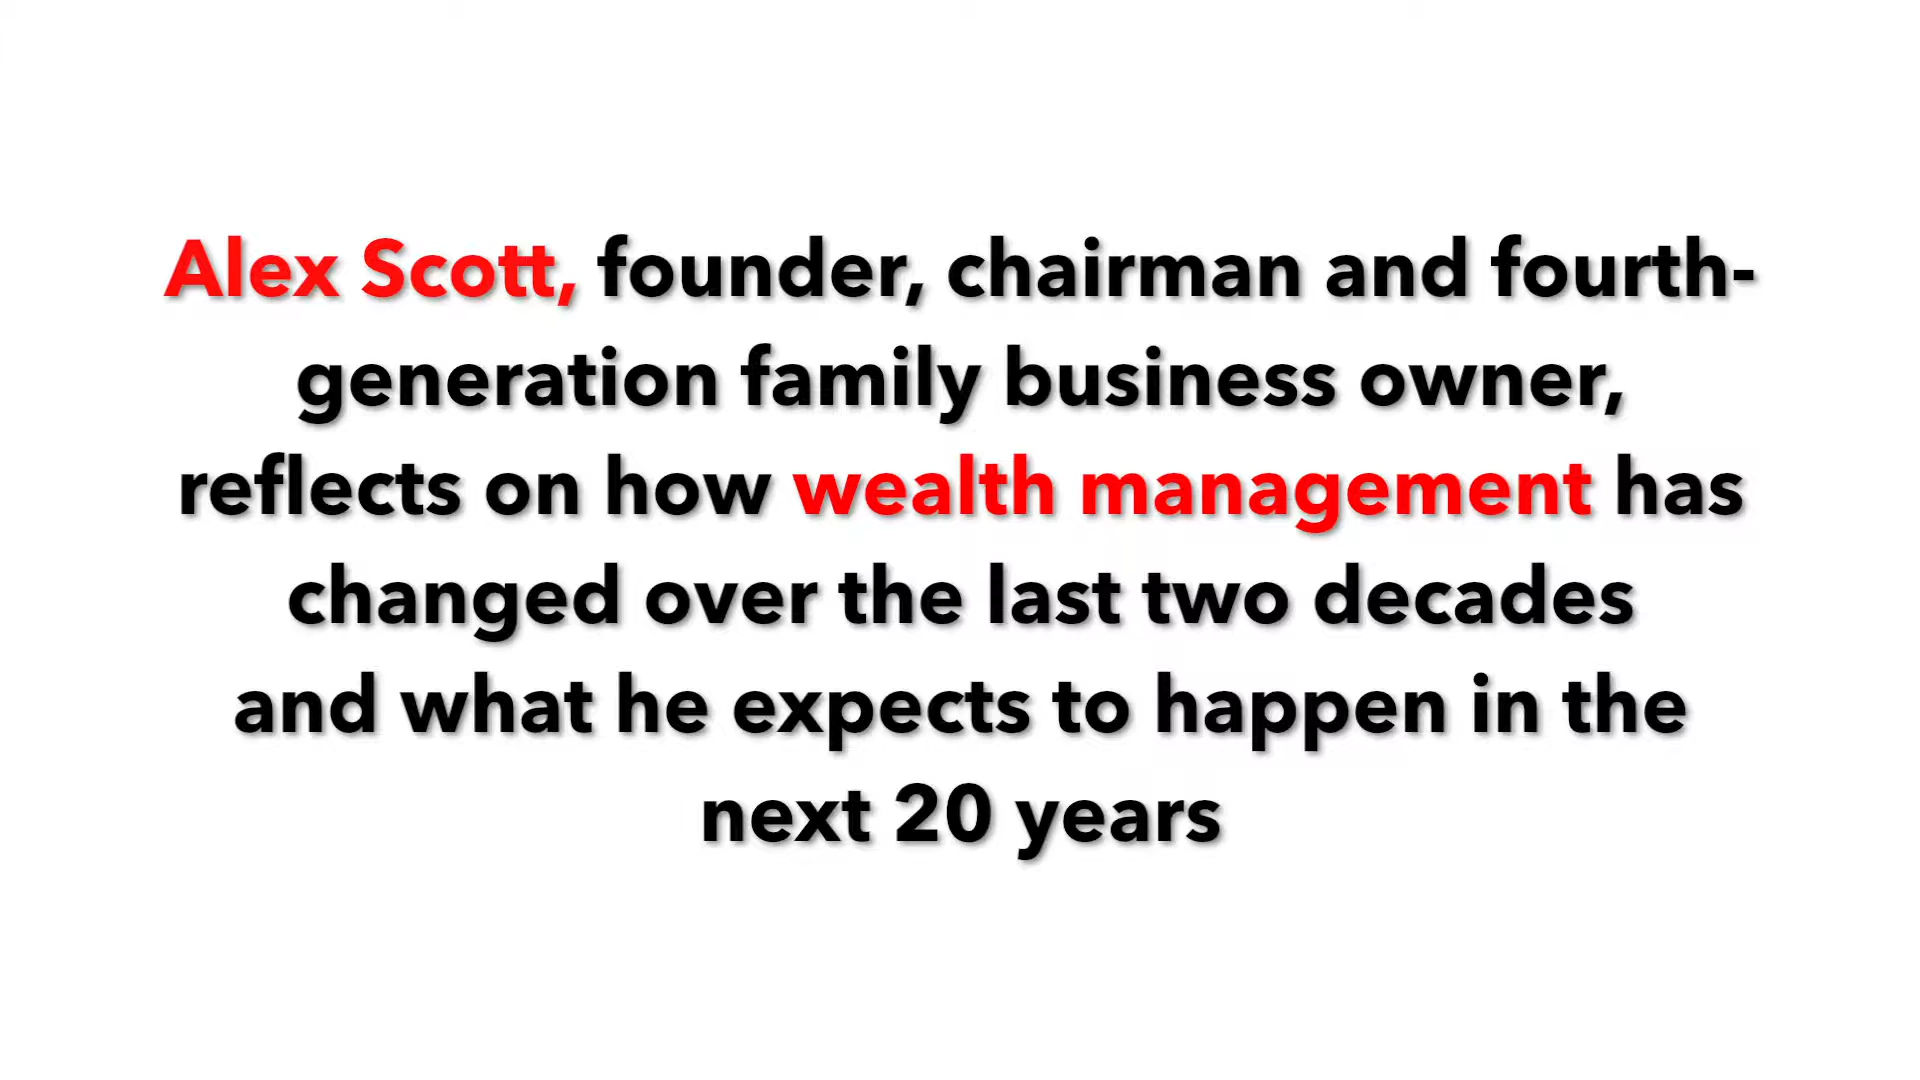 Alex Scott, founder, chairman and fourth-
generation family business owner,
reflects on how wealth management has
changed over the last two decades
and what he expects to happen in the
next 20 years